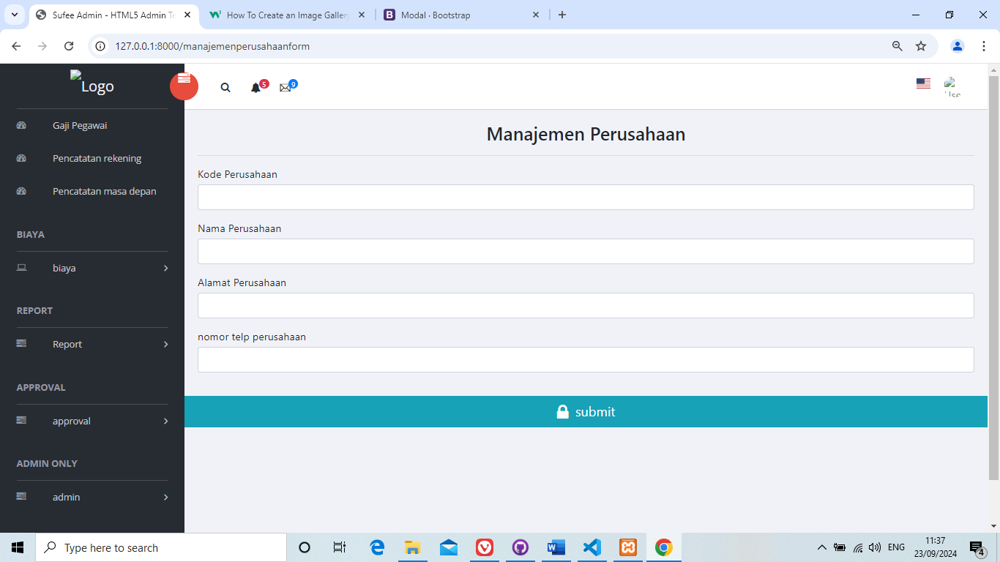 Sufee Admin - HTML5 Admin Te
How To Create an Image Gallery
Modal · Bootstrap
127.0.0.1:8000/manajemenperusahaanform
Logo
5
9
Use
Gaji Pegawai
Pencatatan rekening
Pencatatan masa depan
BIAYA
biaya
REPORT
Report
APPROVAL
approval
ADMIN ONLY
admin
Manajemen Perusahaan
Kode Perusahaan
Nama Perusahaan
Alamat Perusahaan
nomor telp perusahaan
submit
Type here to search
ENG
11:37
23/09/2024
4